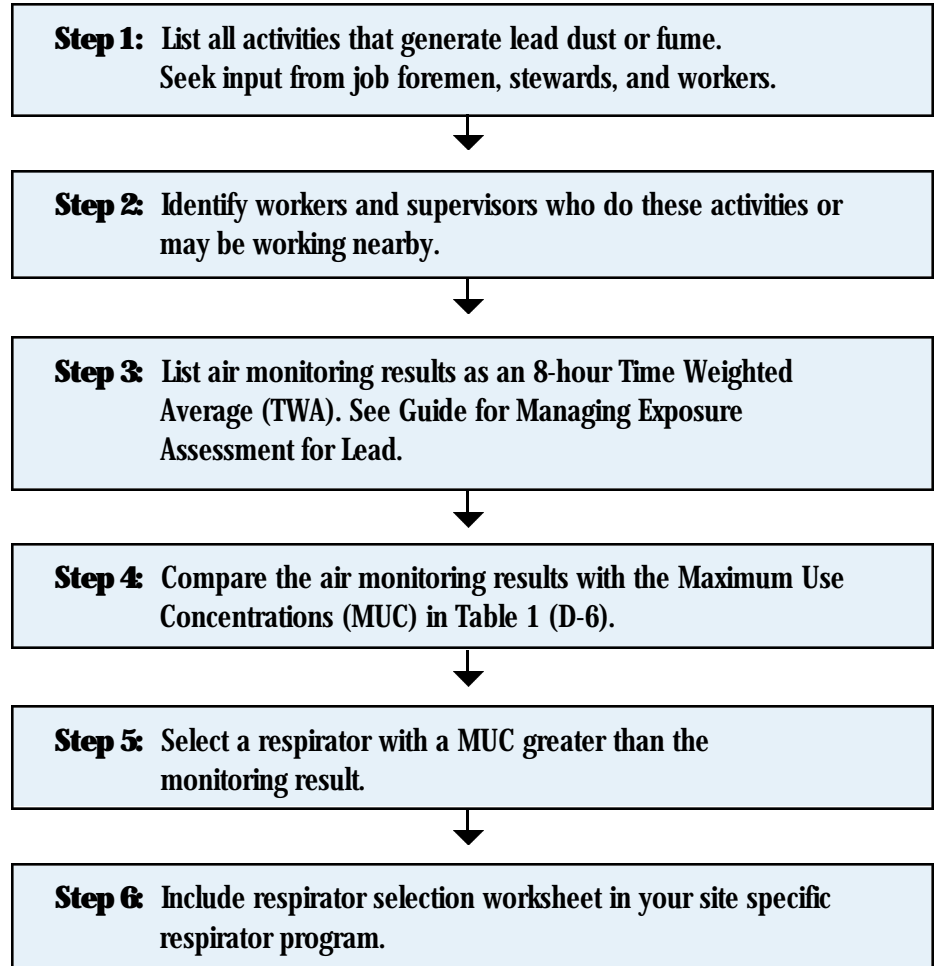 Step 1: List all activities that generate lead dust or fume.
Seek input from job foremen, stewards, and workers.
Step 2: Identify workers and supervisors who do these activities or
may be working nearby.
Step 3: List air monitoring results as an 8-hour Time Weighted
Average (TWA). See Guide for Managing Exposure
Assessment for Lead.
Step 4: Compare the air monitoring results with the Maximum Use
Concentrations (MUC) in Table 1 (D-6).
Step 5: Select a respirator with a MUC greater than the
monitoring result.
Step 6: Include respirator selection worksheet in your site specific
respirator program.